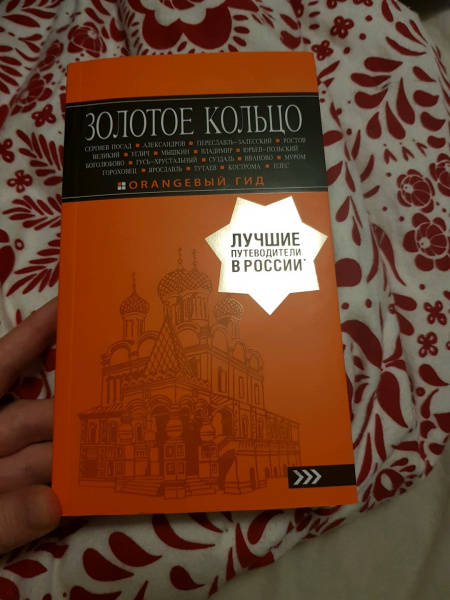 ЗОЛОТОЕ КОЛЬЦО
СЕРГИЕВ ПОСАД ▪ АЛЕКСАНДРОВ ▪ ПЕРЕСЛАВЛЬ-ЗАЛЕССКИЙ ▪ РОСТОВ
ВЕЛИКИЙ ▪ УГЛИЧ ▪ МЫШКИН ▪ ВЛАДИМИР ▪ ЮРЬЕВ-ПОЛЬСКИЙ
БОГОЛЮБОВО ▪ ГУСЬ-ХРУСТАЛЬНЫЙ ▪ СУЗДАЛЬ ▪ ИВАНОВО ▪ МУРОМ
ГОРОХОВЕЦ ▪ ЯРОСЛАВЛЬ ▪ ТУТАЕВ ▪ КОСТРОМА ▪ ПЛЕС
ORANGEВЫЙ ГИД
ЛУЧШИЕ
ПУТЕВОДИТЕЛИ
В РОССИИ*